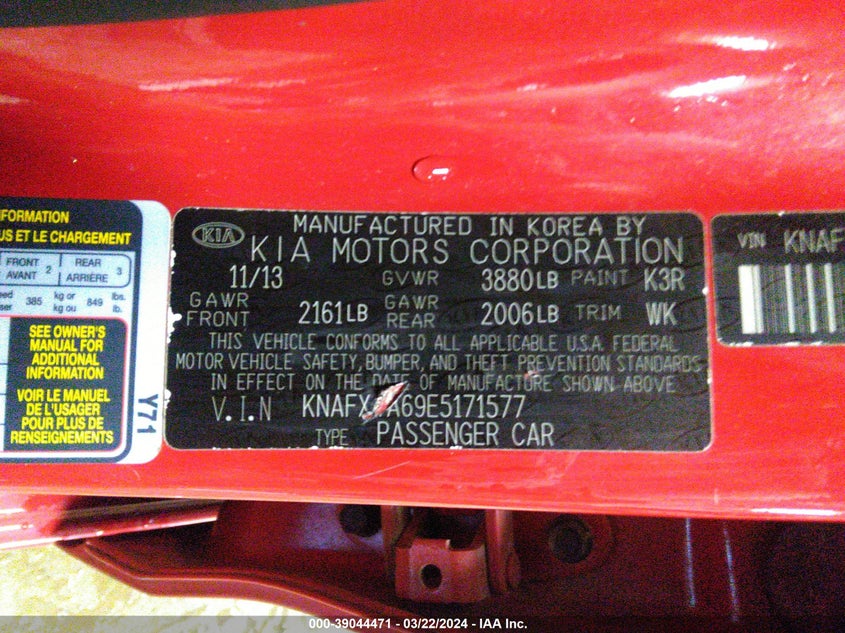 NFORMATION
US ET LE CHARGEMENT
FRONT AVANT 2 REAR ARRIÈRE 3
385 kg or kg ou 849 lbs. lb.
SEE OWNER'S
MANUAL FOR
ADDITIONAL
INFORMATION
VOIR LE MANUEL
DE L'USAGER
POUR PLUS DE
RENSEIGNEMENTS
Y71
KIA
MANUFACTURED IN KOREA BY
KIA MOTORS CORPORATION
11/13 GVWR 3880LB PAINT K3R
GAWR FRONT 2161LB GAWR REAR 2006LB TRIM WK
THIS VEHICLE CONFORMS TO ALL APPLICABLE U.S.A. FEDERAL
MOTOR VEHICLE SAFETY, BUMPER, AND THEFT PREVENTION STANDARDS
IN EFFECT ON THE DATE OF MANUFACTURE SHOWN ABOVE
V.I.N
TYPE PASSENGER CAR
VIN KNAF
000-39044471 - 03/22/2024 - IAA Inc.